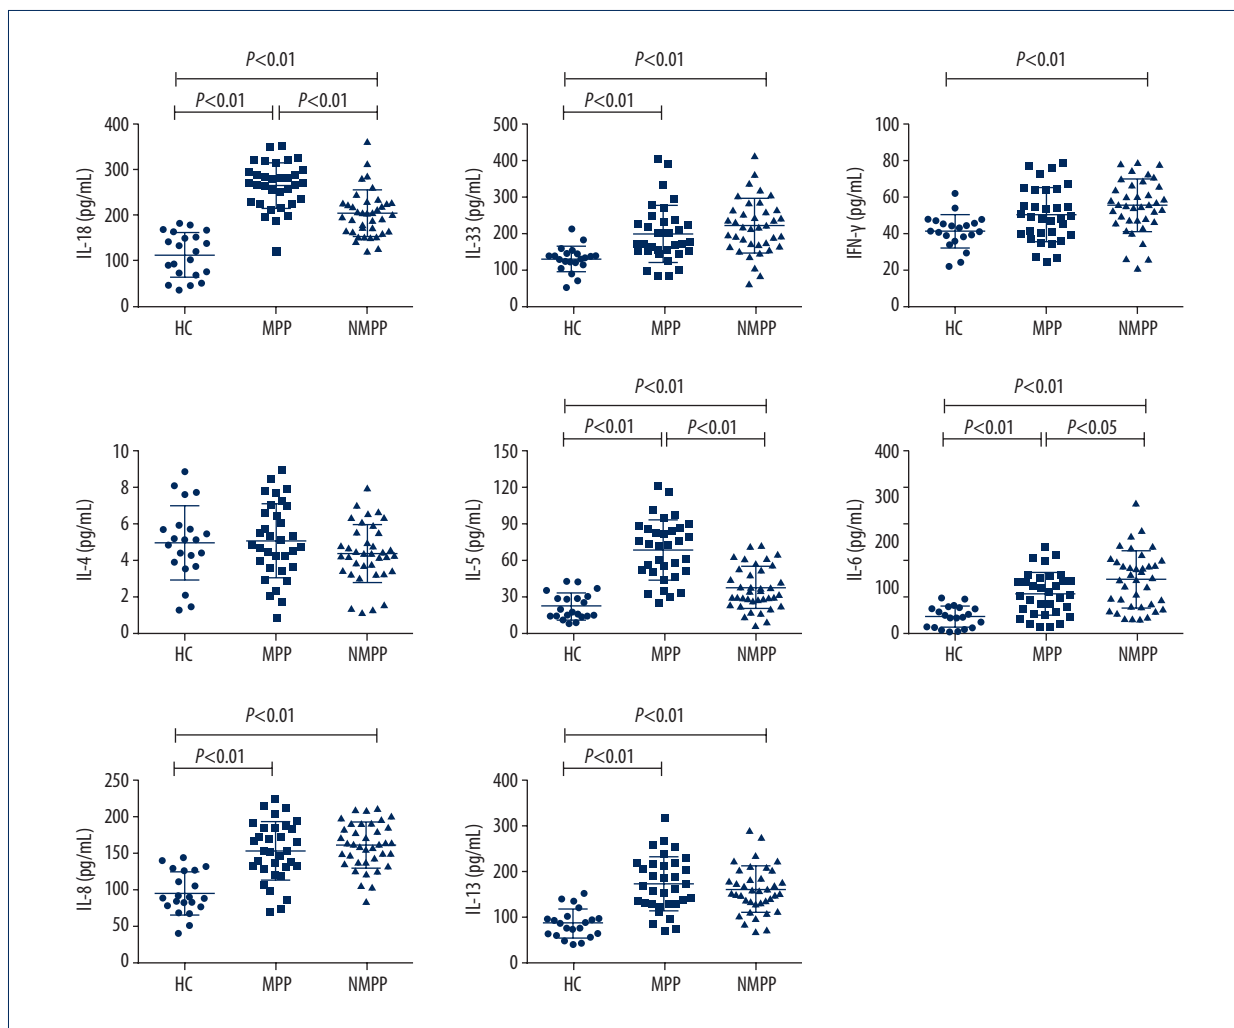 P<0.01
P<0.01 P<0.01
IL-18 (pg/mL)
400
300
200
100
0
HC MPP NMPP
P<0.01
P<0.01
IL-33 (pg/mL)
500
400
300
200
100
0
HC MPP NMPP
P<0.01
IFN-γ (pg/mL)
100
80
60
40
20
0
HC MPP NMPP
IL-4 (pg/mL)
10
8
6
4
2
0
HC MPP NMPP
P<0.01
P<0.01 P<0.01
IL-5 (pg/mL)
150
90
60
30
0
HC MPP NMPP
P<0.01
P<0.01 P<0.05
IL-6 (pg/mL)
400
300
200
100
0
HC MPP NMPP
P<0.01
P<0.01
IL-8 (pg/mL)
250
200
150
100
50
0
HC MPP NMPP
P<0.01
P<0.01
IL-13 (pg/mL)
400
300
200
100
0
HC MPP NMPP